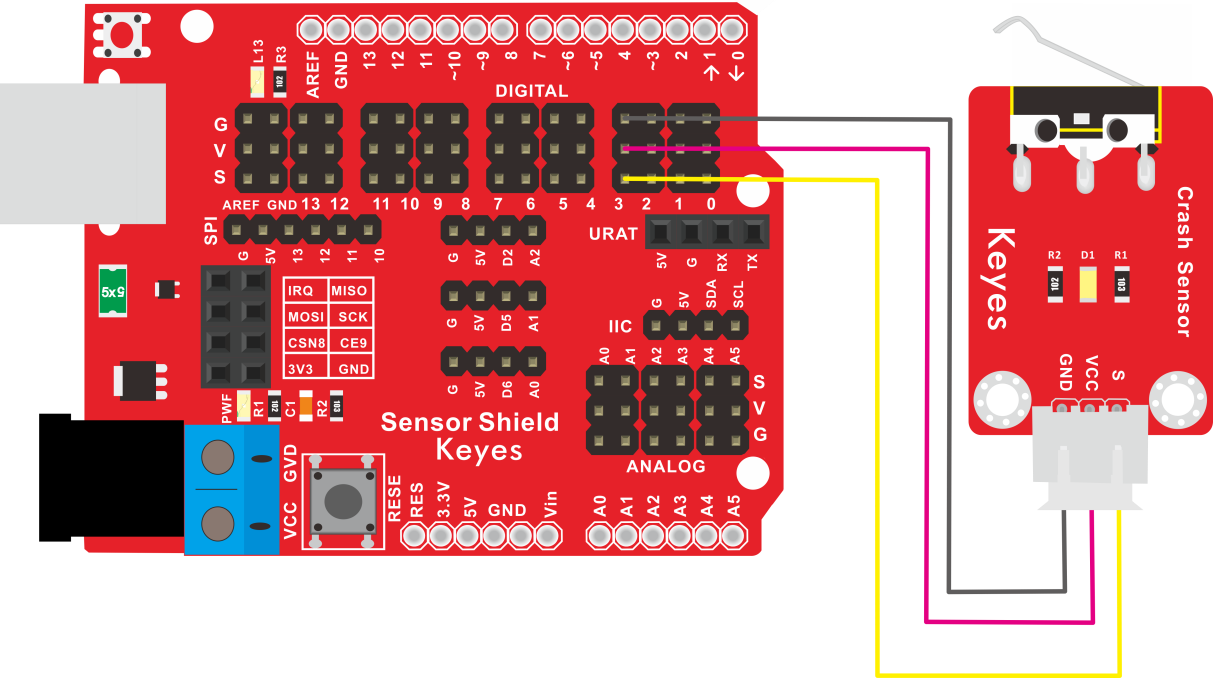 L13
R3
102
AREF
GND
13
12
11
~10
~9
8
7
~6
~5
4
~3
2
→1
←0
DIGITAL
G
V
S
AREF GND 13 12 11 10 9 8 7 6 5 4 3 2 1 0
SPI
G
5V
13
12
11
10
G
5V
D2
A2
URAT
5V
G
RX
TX
5x5
IRQ MISO
MOSI SCK
CSN8 CE9
3V3 GND
G
5V
D5
A1
IIC
G
5V
SDA
SCL
G
5V
D6
A0
A0
A1
A2
A3
A4
A5
S
V
G
ANALOG
PWF
R1
102
C1
R2
103
Sensor Shield
Keyes
GVD
VCC
RESE
RES
3.3V
5V
GND
Vin
A0
A1
A2
A3
A4
A5
Keyes
Crash Sensor
R2
D1
R1
201
103
GND
VCC
S